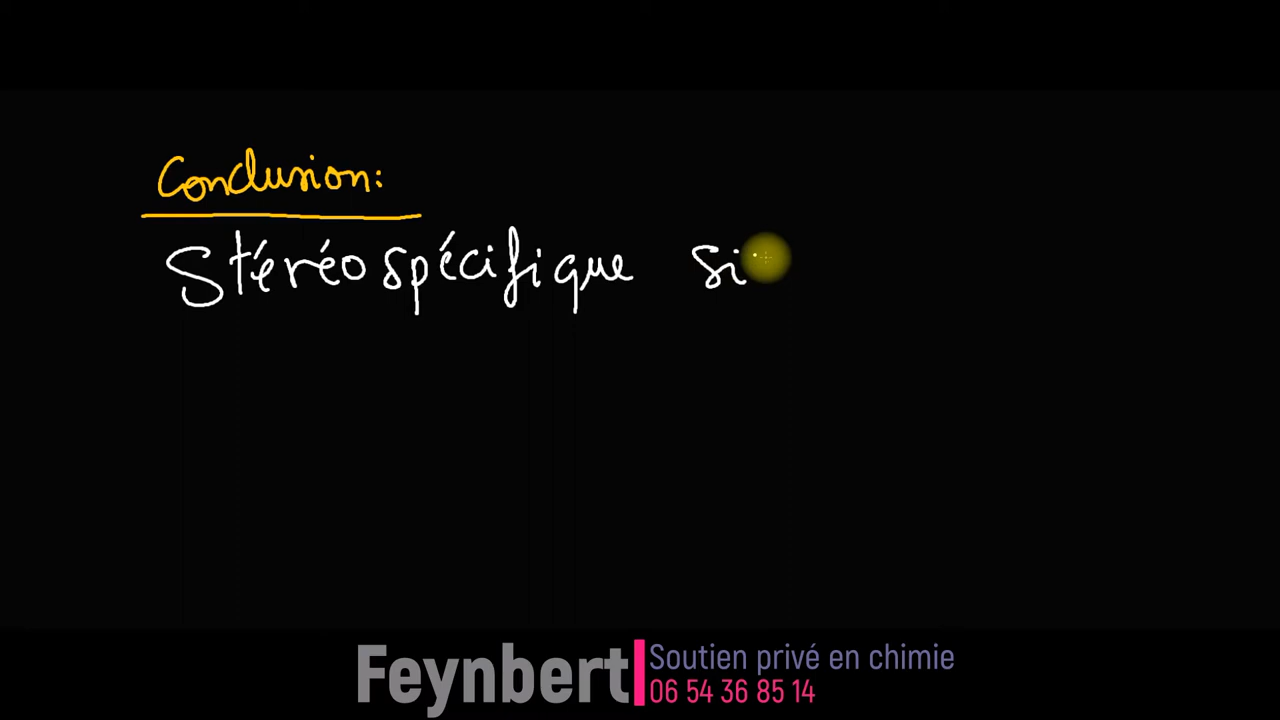 Conclusion:
Stéréospécifique si
Feynbert
Soutien privé en chimie
06 54 36 85 14